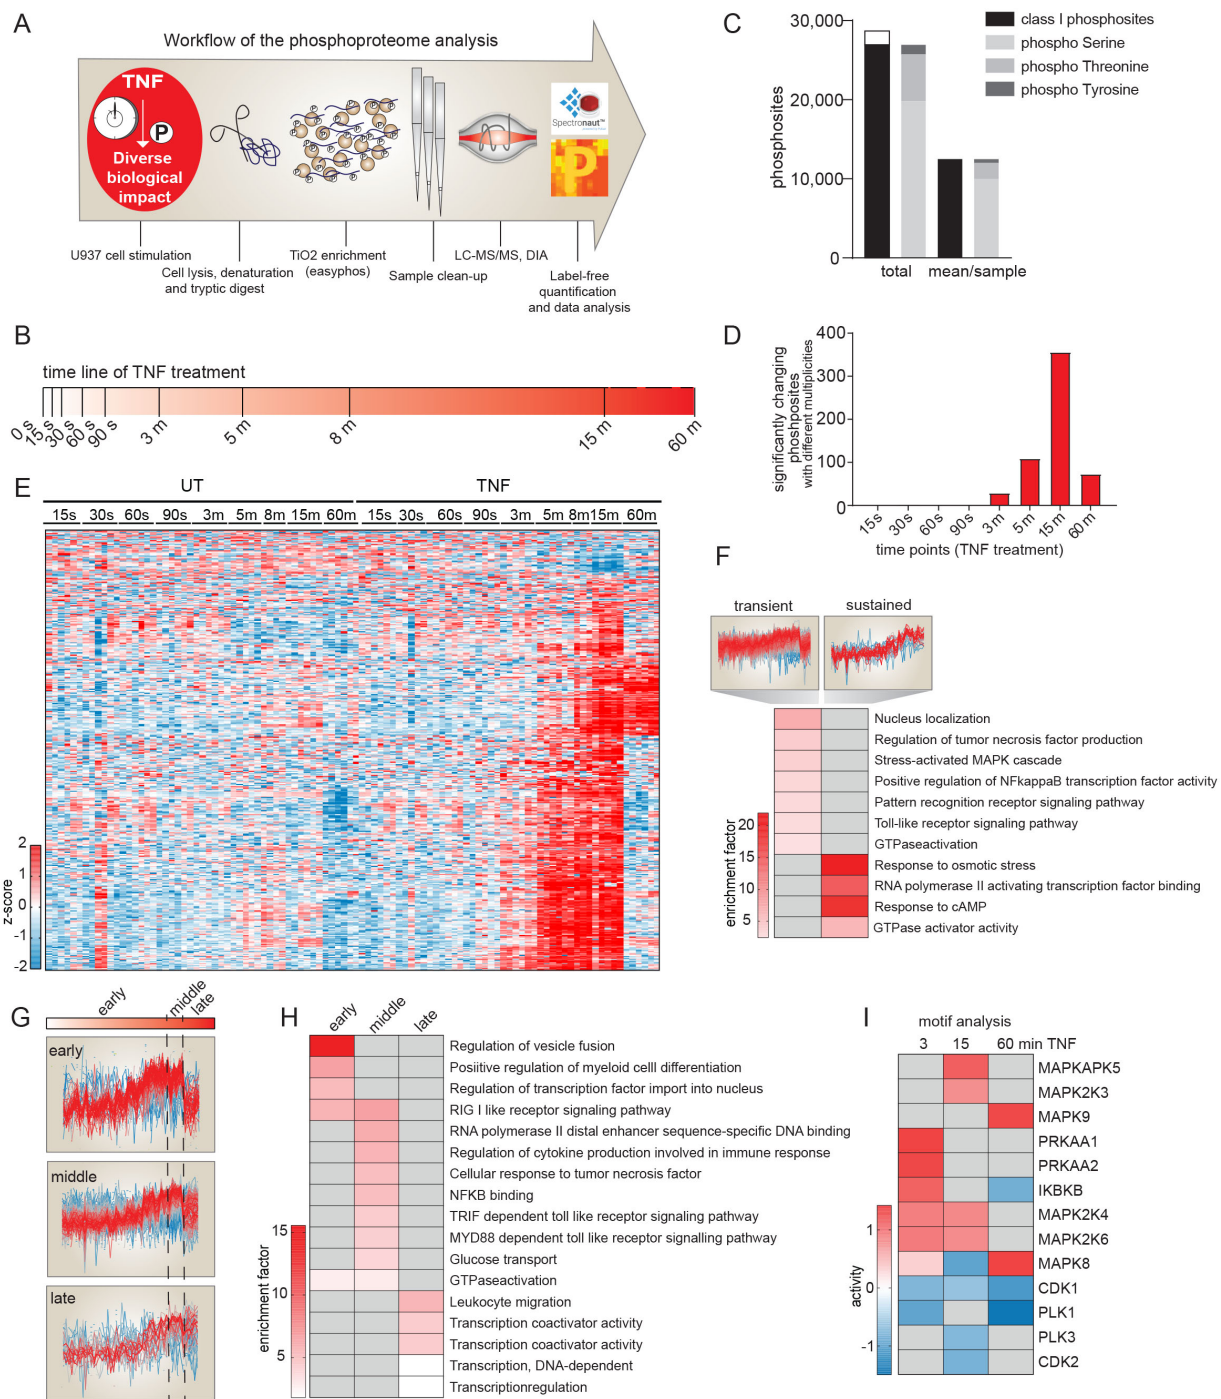 A
Workflow of the phosphoproteome analysis
TNF
P
Diverse
biological
impact
Spectronaut™
P
U937 cell stimulation
Cell lysis, denaturation
and tryptic digest
TiO2 enrichment
(easyphos)
Sample clean-up
LC-MS/MS, DIA
Label-free
quantification
and data analysis
B
time line of TNF treatment
0 s
15 s
30 s
60 s
90 s
3 m
5 m
8 m
15 m
60 m
C
phosphosites
30,000
20,000
10,000
0
total
mean/sample
class I phosphosites
phospho Serine
phospho Threonine
phospho Tyrosine
D
significantly changing
phoshposites
with different multiplicities
400
300
200
100
0
15s
30s
60s
90s
3m
5 m
15 m
60 m
time points (TNF treatment)
E
UT
TNF
15s 30s 60s 90s 3m 5m 8m 15m 60m 15s 30s 60s 90s 3m 5m 8m 15m 60m
z-score
2
1
0
-1
-2
F
transient
sustained
Nucleus localization
Regulation of tumor necrosis factor production
Stress-activated MAPK cascade
Positive regulation of NFkappaB transcription factor activity
Pattern recognition receptor signaling pathway
Toll-like receptor signaling pathway
GTPaseactivation
Response to osmotic stress
RNA polymerase II activating transcription factor binding
Response to cAMP
GTPase activator activity
enrichment factor
20
15
10
5
G
early
middle
late
early
middle
late
H
early
middle
late
Regulation of vesicle fusion
Posiitive regulation of myeloid celll differentiation
Regulation of transcription factor import into nucleus
RIG I like receptor signaling pathway
RNA polymerase II distal enhancer sequence-specific DNA binding
Regulation of cytokine production involved in immune response
Cellular response to tumor necrosis factor
NFKB binding
TRIF dependent toll like receptor signaling pathway
MYD88 dependent toll like receptor signalling pathway
Glucose transport
GTPaseactivation
Leukocyte migration
Transcription coactivator activity
Transcription coactivator activity
Transcription, DNA-dependent
Transcriptionregulation
enrichment factor
15
10
5
I
motif analysis
3 15 60 min TNF
MAPKAPK5
MAPK2K3
MAPK9
PRKAA1
PRKAA2
IKBKB
MAPK2K4
MAPK2K6
MAPK8
CDK1
PLK1
PLK3
CDK2
activity
1
0
-1